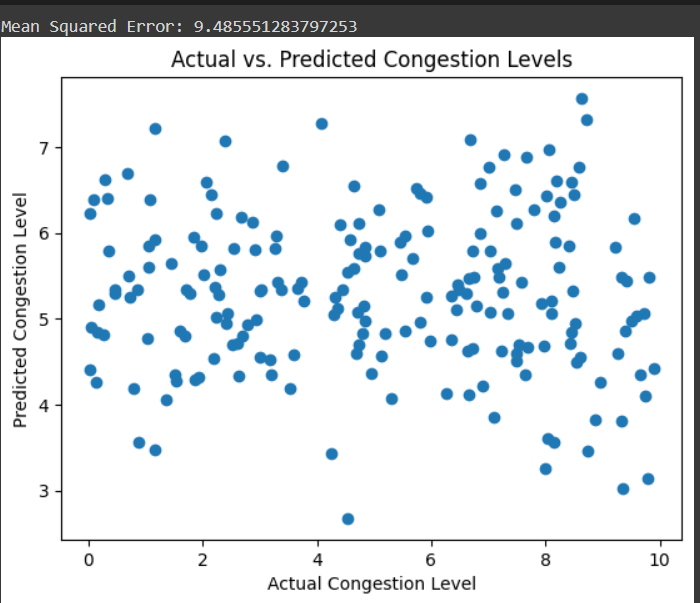 Mean Squared Error: 9.485551283797253
Actual vs. Predicted Congestion Levels
7
6
5
4
3
Predicted Congestion Level
0 2 4 6 8 10
Actual Congestion Level